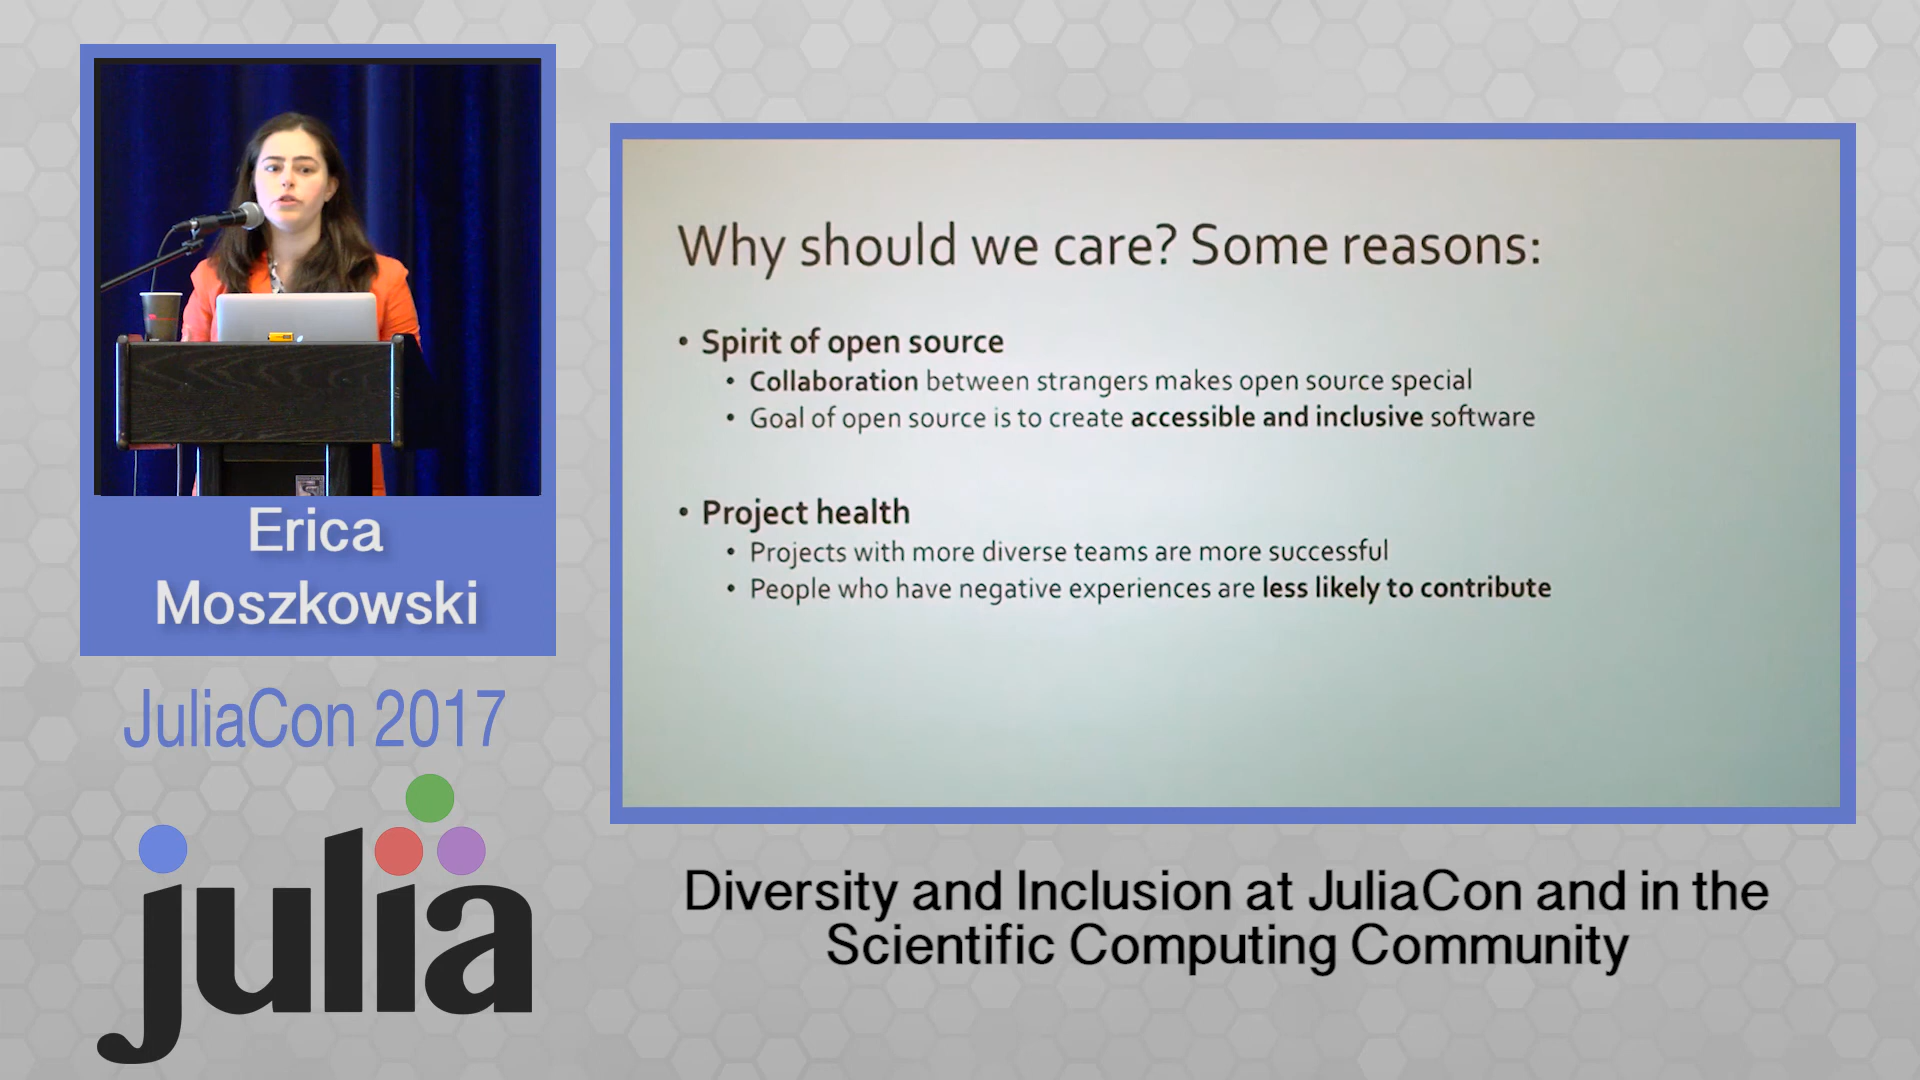 Erica
Moszkowski
JuliaCon 2017
julia
Why should we care? Some reasons:
• Spirit of open source
• Collaboration between strangers makes open source special
• Goal of open source is to create accessible and inclusive software
• Project health
• Projects with more diverse teams are more successful
• People who have negative experiences are less likely to contribute
Diversity and Inclusion at JuliaCon and in the
Scientific Computing Community